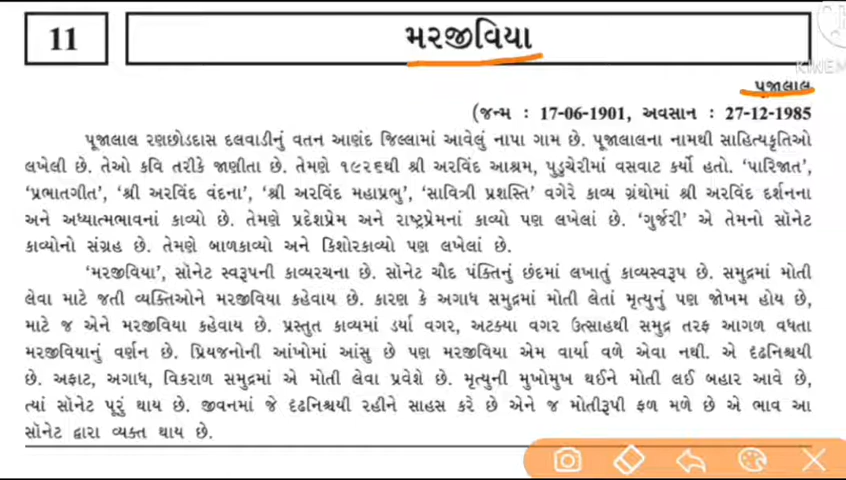 11
મરજીવિયા
પૂજાલાલ
(જન્મ : 17-06-1901, અવસાન : 27-12-1985
પૂજાલાલ રણછોડદાસ દલવાડીનું વતન આણંદ જિલ્લામાં આવેલું નાપા ગામ છે. પૂજાલાલના નામથી સાહિત્યકૃતિઓ
લખેલી છે. તેઓ કવિ તરીકે જાણીતા છે. તેમણે ૧૯૨૬થી શ્રી અરવિંદ આશ્રમ, પુડુચેરીમાં વસવાટ કર્યો હતો. ‘પારિજાત’,
‘પ્રભાતગીત’, ‘શ્રી અરવિંદ વંદના’, ‘શ્રી અરવિંદ મહાપ્રભુ’, ‘સાવિત્રી પ્રશસ્તિ’ વગેરે કાવ્ય ગ્રંથોમાં શ્રી અરવિંદ દર્શનના
અને અધ્યાત્મભાવનાં કાવ્યો છે. તેમણે પ્રદેશપ્રેમ અને રાષ્ટ્રપ્રેમનાં કાવ્યો પણ લખેલાં છે. ‘ગુર્જરી’ એ તેમનો સૉનેટ
કાવ્યોનો સંગ્રહ છે. તેમણે બાળકાવ્યો અને કિશોરકાવ્યો પણ લખેલાં છે.
‘મરજીવિયા’, સૉનેટ સ્વરૂપની કાવ્યરચના છે. સૉનેટ ચૌદ પંક્તિનું છંદમાં લખાતું કાવ્યસ્વરૂપ છે. સમુદ્રમાં મોતી
લેવા માટે જતી વ્યક્તિઓને મરજીવિયા કહેવાય છે. કારણ કે અગાધ સમુદ્રમાં મોતી લેતાં મૃત્યુનું પણ જોખમ હોય છે,
માટે જ એને મરજીવિયા કહેવાય છે. પ્રસ્તુત કાવ્યમાં ડર્યા વગર, અટક્યા વગર ઉત્સાહથી સમુદ્ર તરફ આગળ વધતા
મરજીવિયાનું વર્ણન છે. પ્રિયજનોની આંખોમાં આંસુ છે પણ મરજીવિયા એમ વાર્યા વળે એવા નથી. એ દૃઢનિશ્ચયી
છે. અફાટ, અગાધ, વિકરાળ સમુદ્રમાં એ મોતી લેવા પ્રવેશે છે. મૃત્યુની મુખોમુખ થઈને મોતી લઈ બહાર આવે છે,
ત્યાં સૉનેટ પૂરું થાય છે. જીવનમાં જે દૃઢનિશ્ચયી રહીને સાહસ કરે છે એને જ મોતીરૂપી ફળ મળે છે એ ભાવ આ
સૉનેટ દ્વારા વ્યક્ત થાય છે.